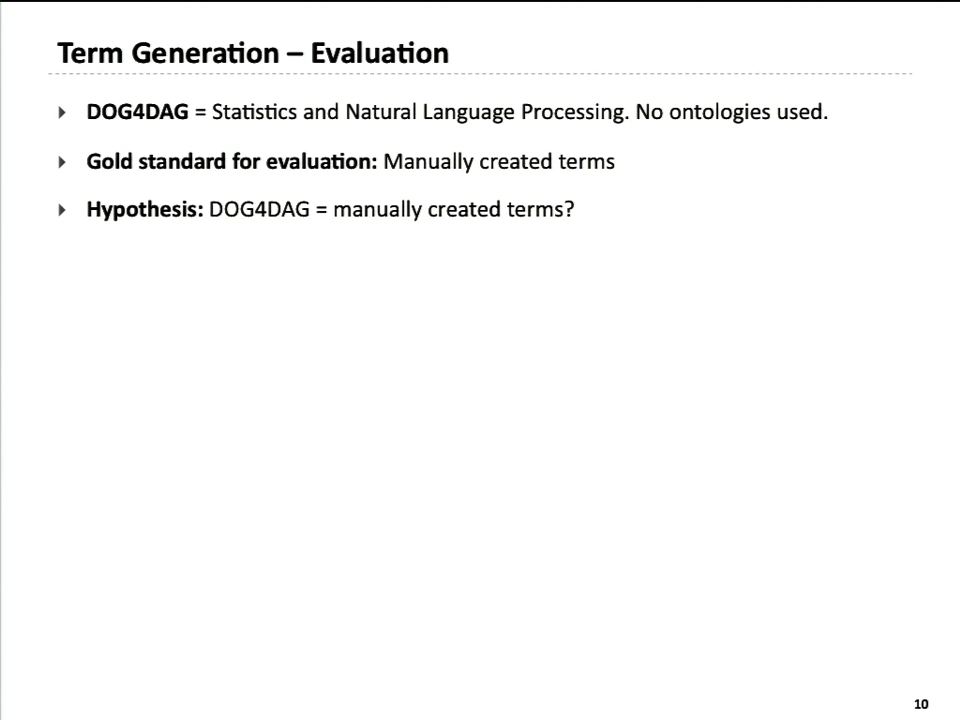 Term Generation – Evaluation
DOG4DAG = Statistics and Natural Language Processing. No ontologies used.
Gold standard for evaluation: Manually created terms
Hypothesis: DOG4DAG = manually created terms?
10